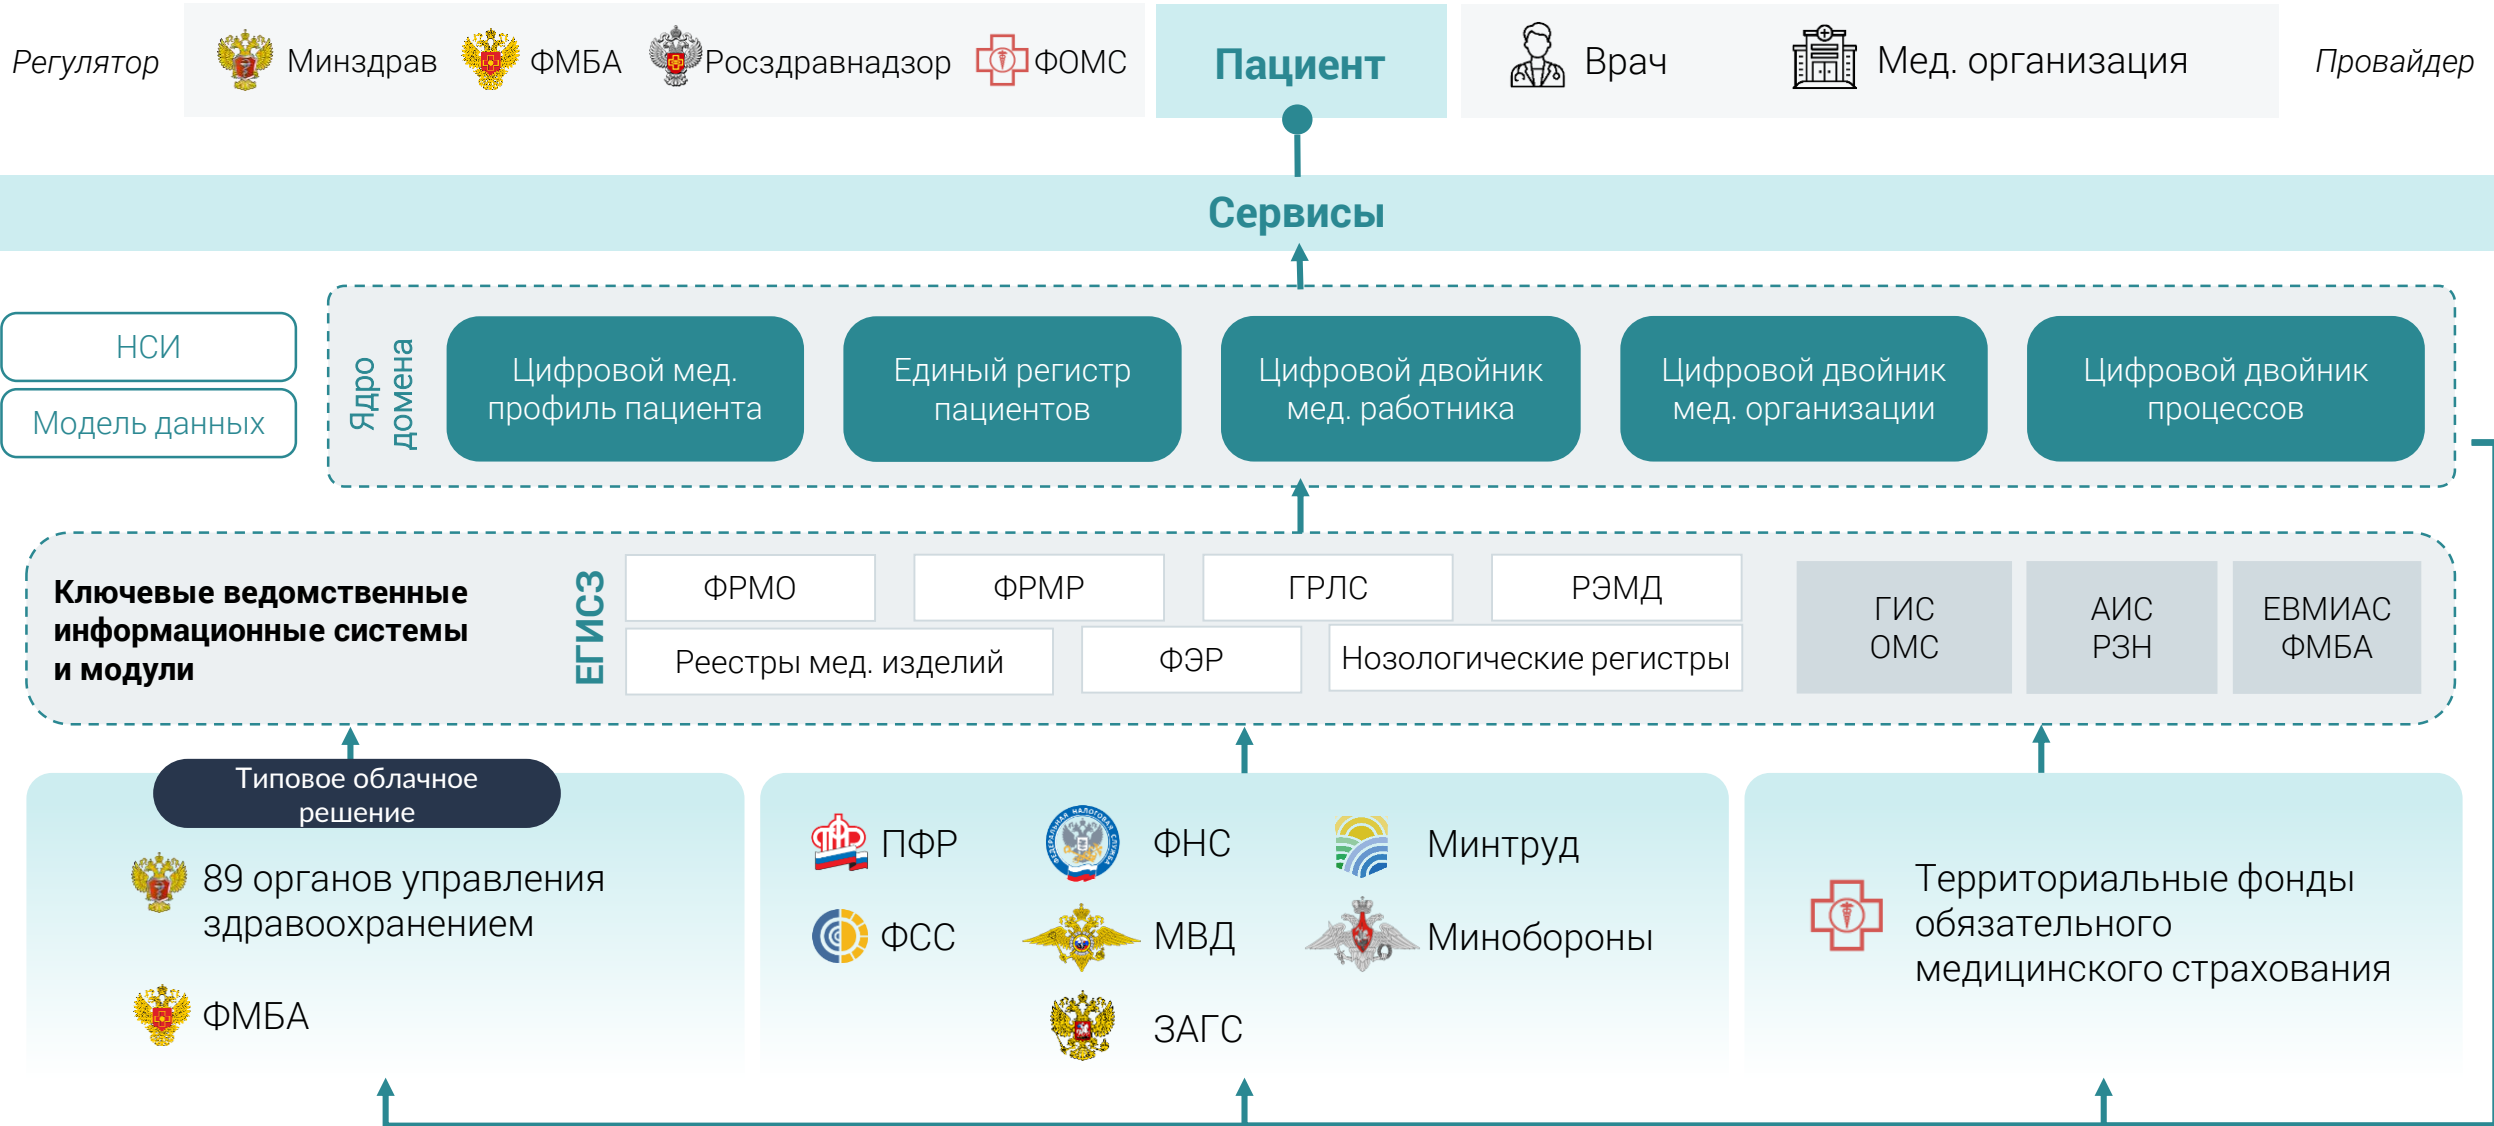 Регулятор
Минздрав
ФМБА
Росздравнадзор
ФОМС
Пациент
Врач
Мед. организация
Провайдер
Сервисы
НСИ
Модель данных
Ядро
домена
Цифровой мед.
профиль пациента
Единый регистр
пациентов
Цифровой двойник
мед. работника
Цифровой двойник
мед. организации
Цифровой двойник
процессов
Ключевые ведомственные
информационные системы
и модули
ЕГИСЗ
ФРМО
ФРМР
ГРЛС
РЭМД
Реестры мед. изделий
ФЭР
Нозологические регистры
ГИС
ОМС
АИС
РЗН
ЕВМИАС
ФМБА
Типовое облачное
решение
89 органов управления
здравоохранением
ФМБА
ПФР
ФНС
Минтруд
ФСС
МВД
Минобороны
ЗАГС
Территориальные фонды
обязательного
медицинского страхования